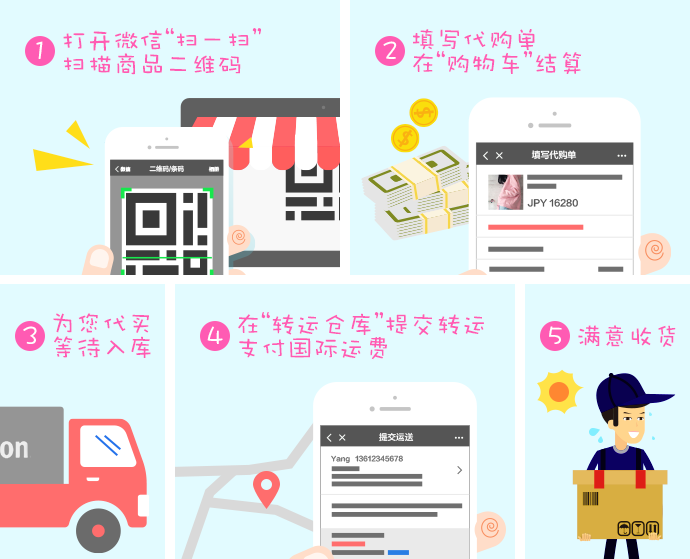 1 打开微信“扫一扫”
扫描商品二维码
微信 二维码/条码 相册
2 填写代购单
在“购物车”结算
填写代购单
JPY 16280
3 为您代买
等待入库
on
4 在“转运仓库”提交转运
支付国际运费
提交运送
Yang 13612345678
5 满意收货